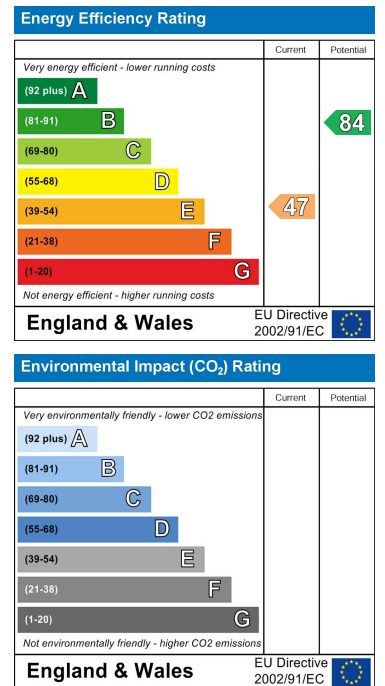 Energy Efficiency Rating
Current Potential
Very energy efficient - lower running costs
(92 plus) A
(81-91) B
84
(69-80) C
(55-68) D
(39-54) E
47
(21-38) F
(1-20) G
Not energy efficient - higher running costs
England & Wales
EU Directive
2002/91/EC
Environmental Impact (CO₂) Rating
Current Potential
Very environmentally friendly - lower CO2 emissions
(92 plus) A
(81-91) B
(69-80) C
(55-68) D
(39-54) E
(21-38) F
(1-20) G
Not environmentally friendly - higher CO2 emissions
England & Wales
EU Directive
2002/91/EC